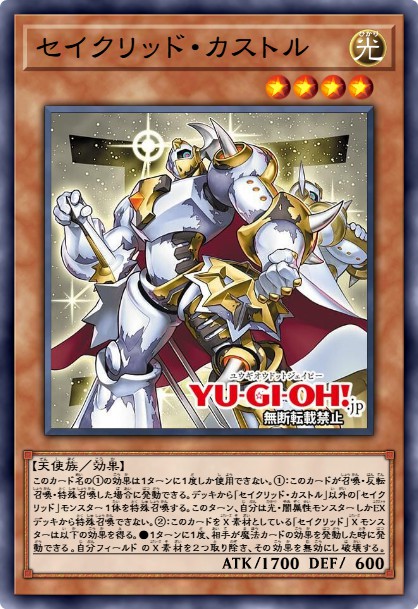 セイクリッド・カストル
ひかり
光
ユウギオウドットジェイピー
YU-GI-OH!.jp
無断転載禁止
【天使族/効果】
このカード名の①の効果は1ターンに1度しか使用できない。①:このカードが召喚・反転
召喚・特殊召喚した場合に発動できる。デッキから「セイクリッド・カストル」以外の「セイク
リッド」モンスター1体を特殊召喚する。このターン、自分は光・闇属性モンスターしかEX
デッキから特殊召喚できない。②:このカードをX素材としている「セイクリッド」Xモン
スターは以下の効果を得る。●1ターンに1度、相手が魔法カードの効果を発動した時に発
動できる。自分フィールドのX素材を2つ取り除き、その効果を無効にし破壊する。
ATK/1700 DEF/ 600